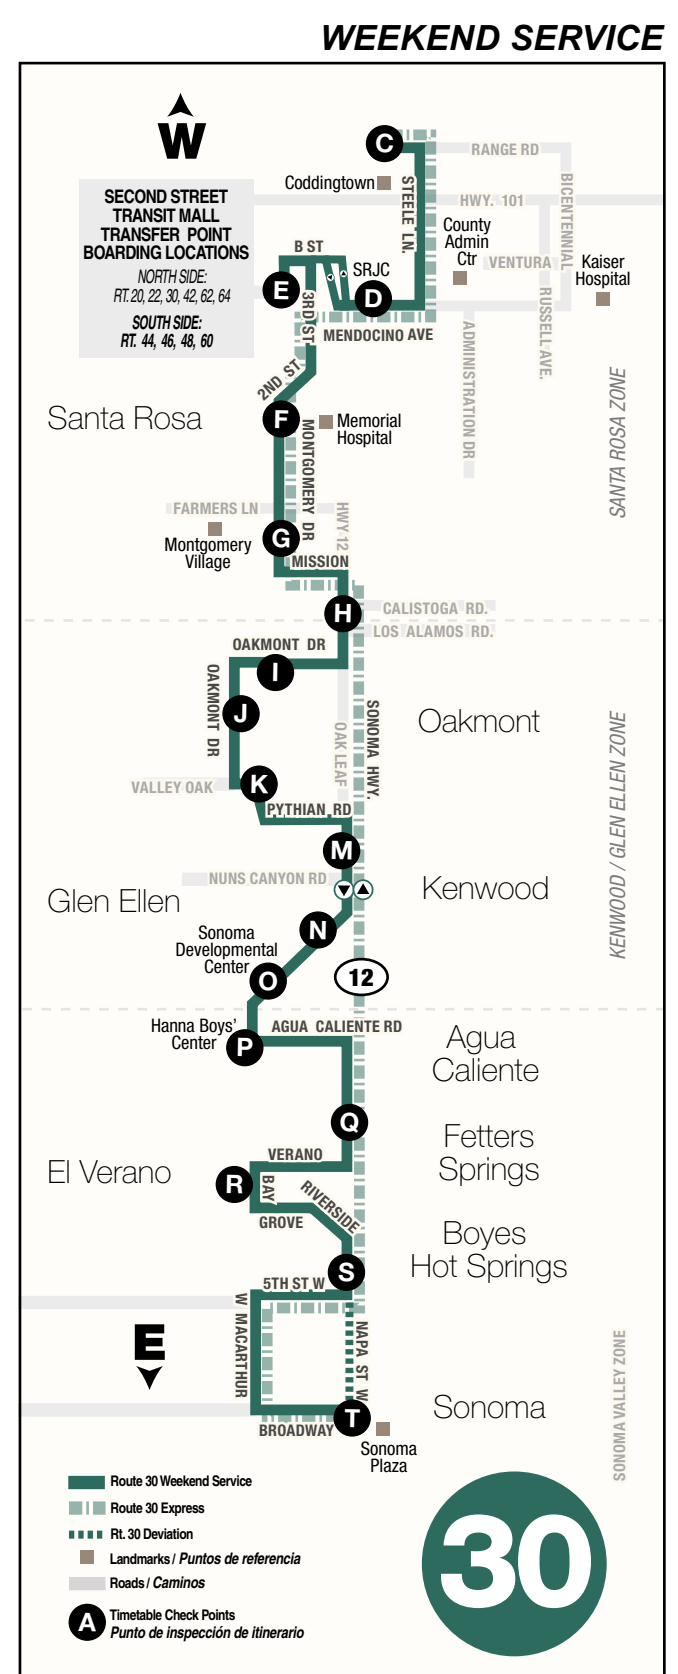 WEEKEND SERVICE
W
C
RANGE RD
Coddingtown
STEELE LN.
HWY. 101
BICENTENNIAL
SECOND STREET
TRANSIT MALL
TRANSFER POINT
BOARDING LOCATIONS
NORTH SIDE:
RT. 20, 22, 30, 42, 62, 64
SOUTH SIDE:
RT. 44, 46, 48, 60
County
Admin
Ctr
B ST
SRJC
VENTURA
Kaiser
Hospital
E
D
3RD ST
RUSSELL AVE.
MENDOCINO AVE
ADMINISTRATION DR
2ND ST
SANTA ROSA ZONE
Santa Rosa
F
Memorial
Hospital
MONTGOMERY DR
FARMERS LN
HWY 12
Montgomery
Village
G
MISSION
H
CALISTOGA RD.
LOS ALAMOS RD.
OAKMONT DR
I
OAKMONT DR
J
SONOMA HWY.
Oakmont
OAK LEAF
KENWOOD / GLEN ELLEN ZONE
VALLEY OAK
K
PYTHIAN RD
M
NUNS CANYON RD
Kenwood
Glen Ellen
N
Sonoma
Developmental
Center
O
12
Hanna Boys'
Center
P
AGUA CALIENTE RD
Agua
Caliente
Q
Fetters
Springs
VERANO
El Verano
R
BAY
RIVERSIDE
GROVE
Boyes
Hot Springs
S
5TH ST W
W MACARTHUR
NAPA ST W
E
SONOMA VALLEY ZONE
Sonoma
T
BROADWAY
Sonoma
Plaza
Route 30 Weekend Service
Route 30 Express
Rt. 30 Deviation
Landmarks / Puntos de referencia
Roads / Caminos
A
Timetable Check Points
Punto de inspección de itinerario
30